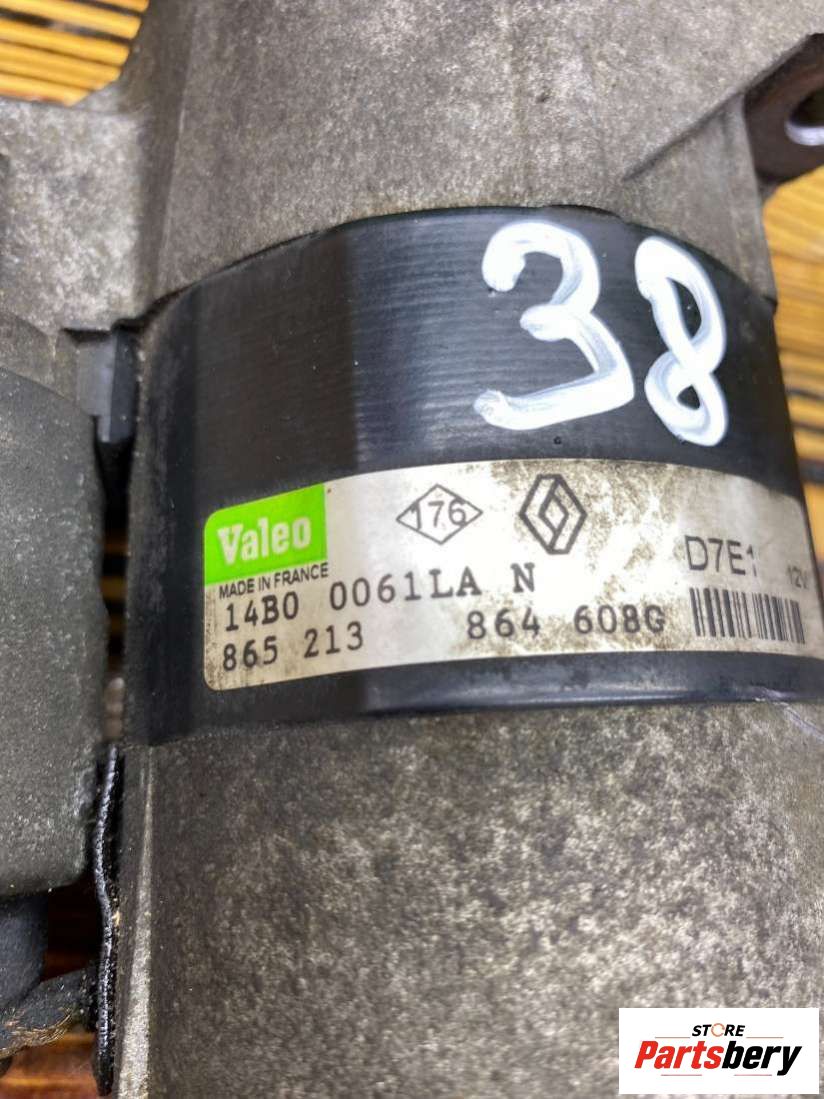 38
Valeo
176
D7E1
12V
MADE IN FRANCE
14B0 0061LA N
865 213 864 608G
STORE
Partsbery